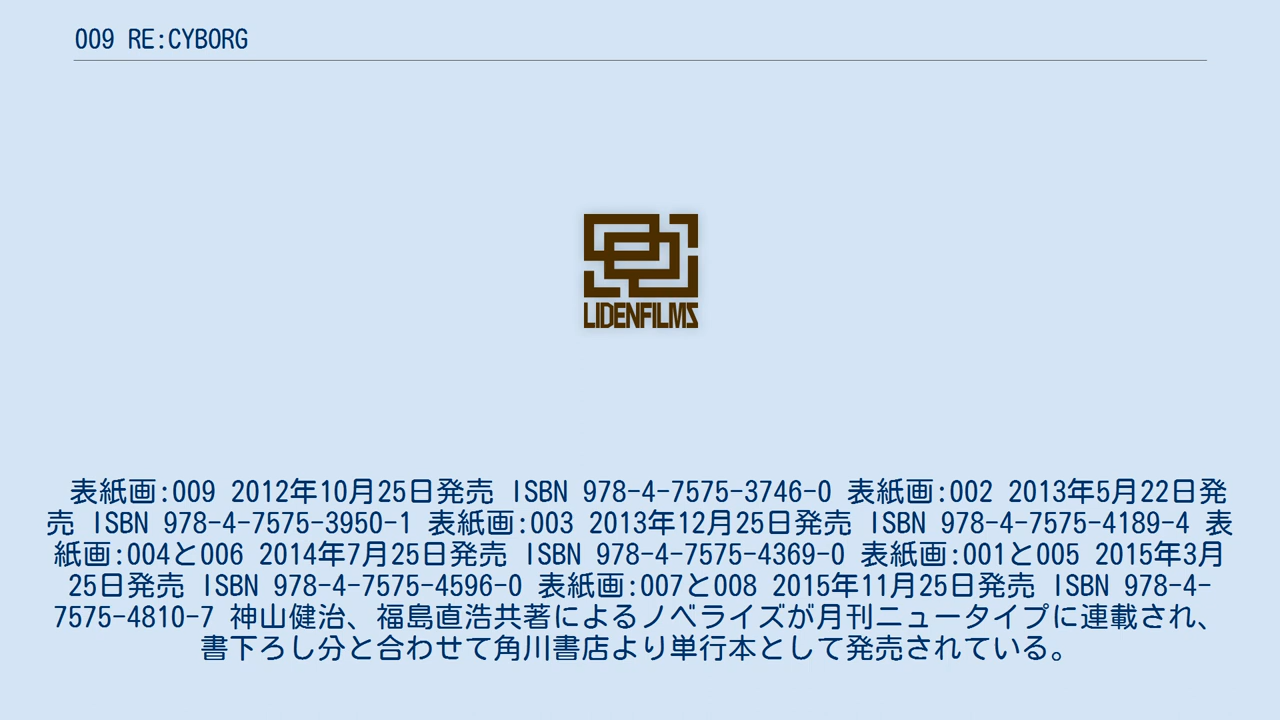 009 RE:CYBORG
LIDENFILMS
表紙画:009 2012年10月25日発売 ISBN 978-4-7575-3746-0 表紙画:002 2013年5月22日発
売 ISBN 978-4-7575-3950-1 表紙画:003 2013年12月25日発売 ISBN 978-4-7575-4189-4 表
紙画:004と006 2014年7月25日発売 ISBN 978-4-7575-4369-0 表紙画:001と005 2015年3月
25日発売 ISBN 978-4-7575-4596-0 表紙画:007と008 2015年11月25日発売 ISBN 978-4-
7575-4810-7 神山健治、福島直浩共著によるノベライズが月刊ニュータイプに連載され、
書下ろし分と合わせて角川書店より単行本として発売されている。